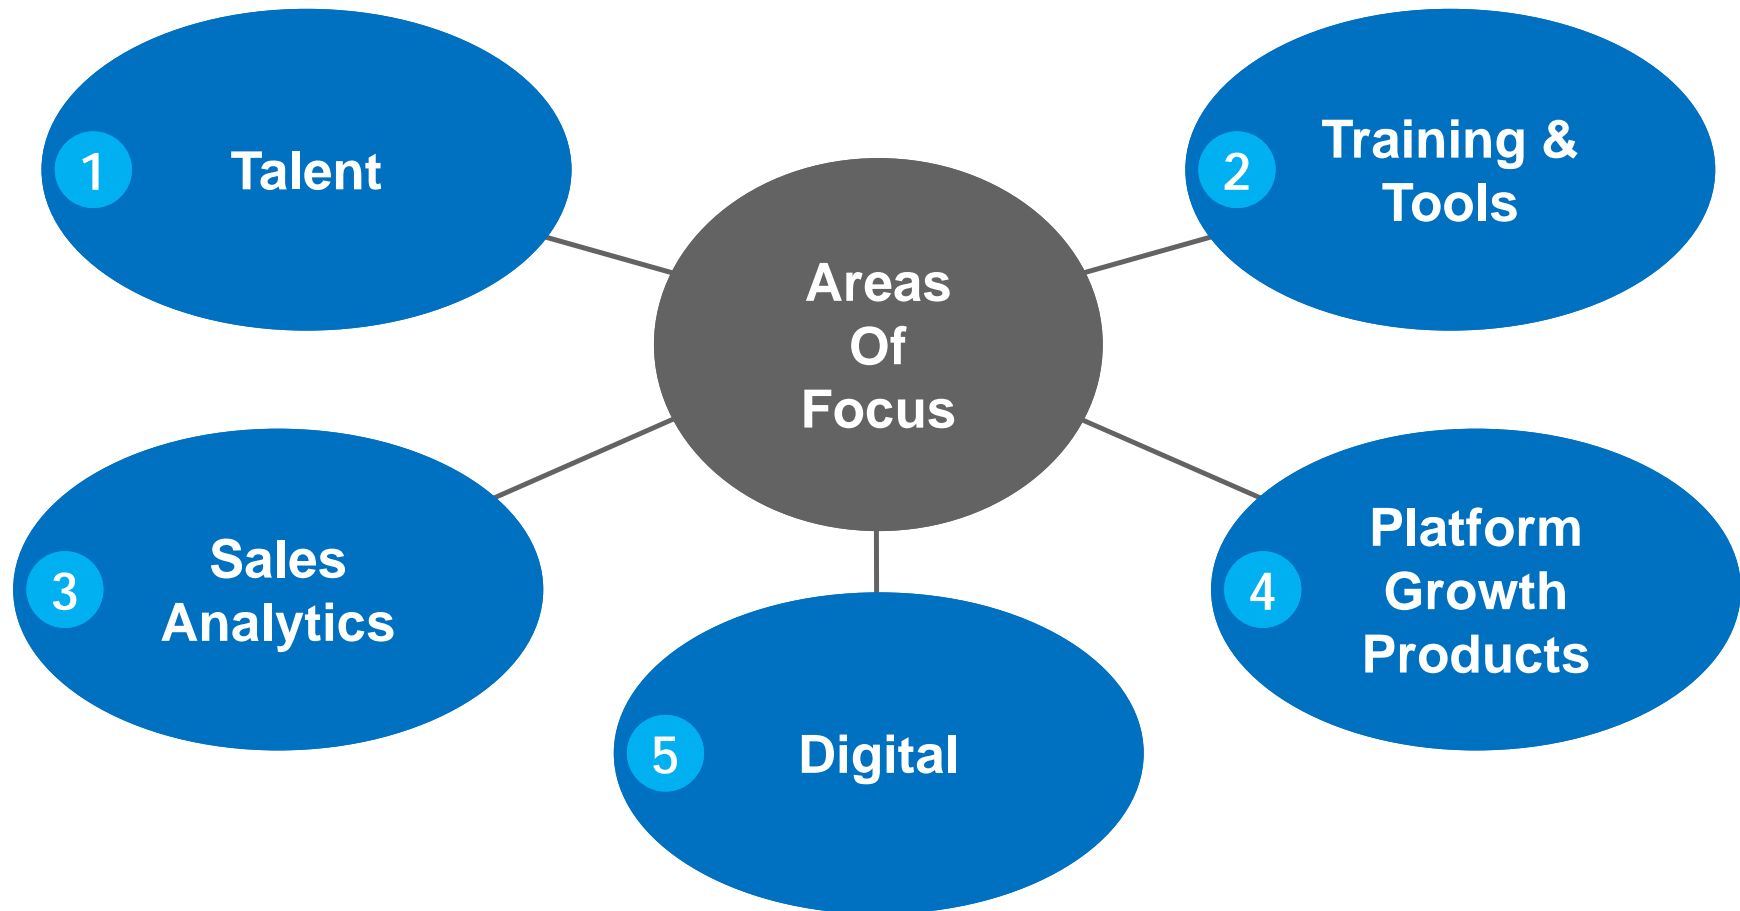 1
Talent
2
Training &
Tools
Areas
Of
Focus
3
Sales
Analytics
4
Platform
Growth
Products
5
Digital